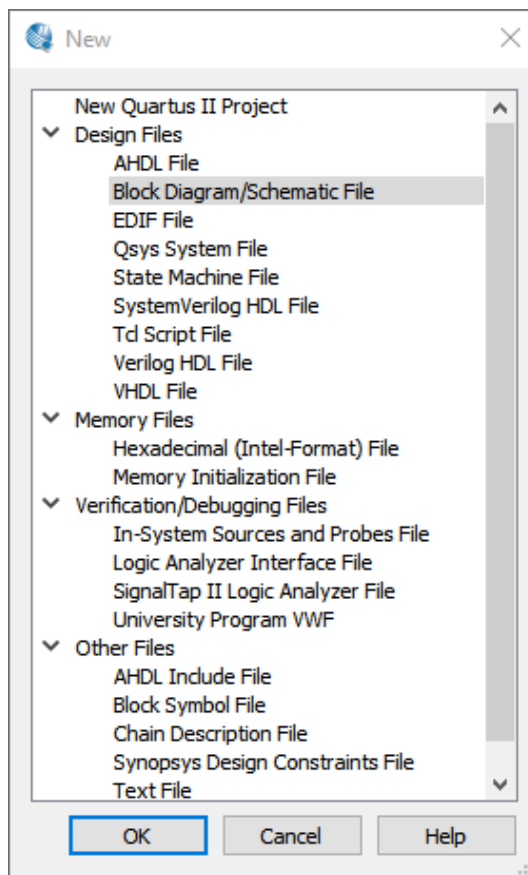 New
New Quartus II Project
Design Files
AHDL File
Block Diagram/Schematic File
EDIF File
Qsys System File
State Machine File
SystemVerilog HDL File
Tcl Script File
Verilog HDL File
VHDL File
Memory Files
Hexadecimal (Intel-Format) File
Memory Initialization File
Verification/Debugging Files
In-System Sources and Probes File
Logic Analyzer Interface File
SignalTap II Logic Analyzer File
University Program VWF
Other Files
AHDL Include File
Block Symbol File
Chain Description File
Synopsys Design Constraints File
Text File
OK Cancel Help